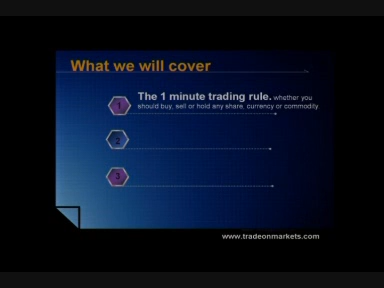 What we will cover
1
The 1 minute trading rule. whether you
should buy, sell or hold any share, currency or commodity
2
3
www.tradeonmarkets.com